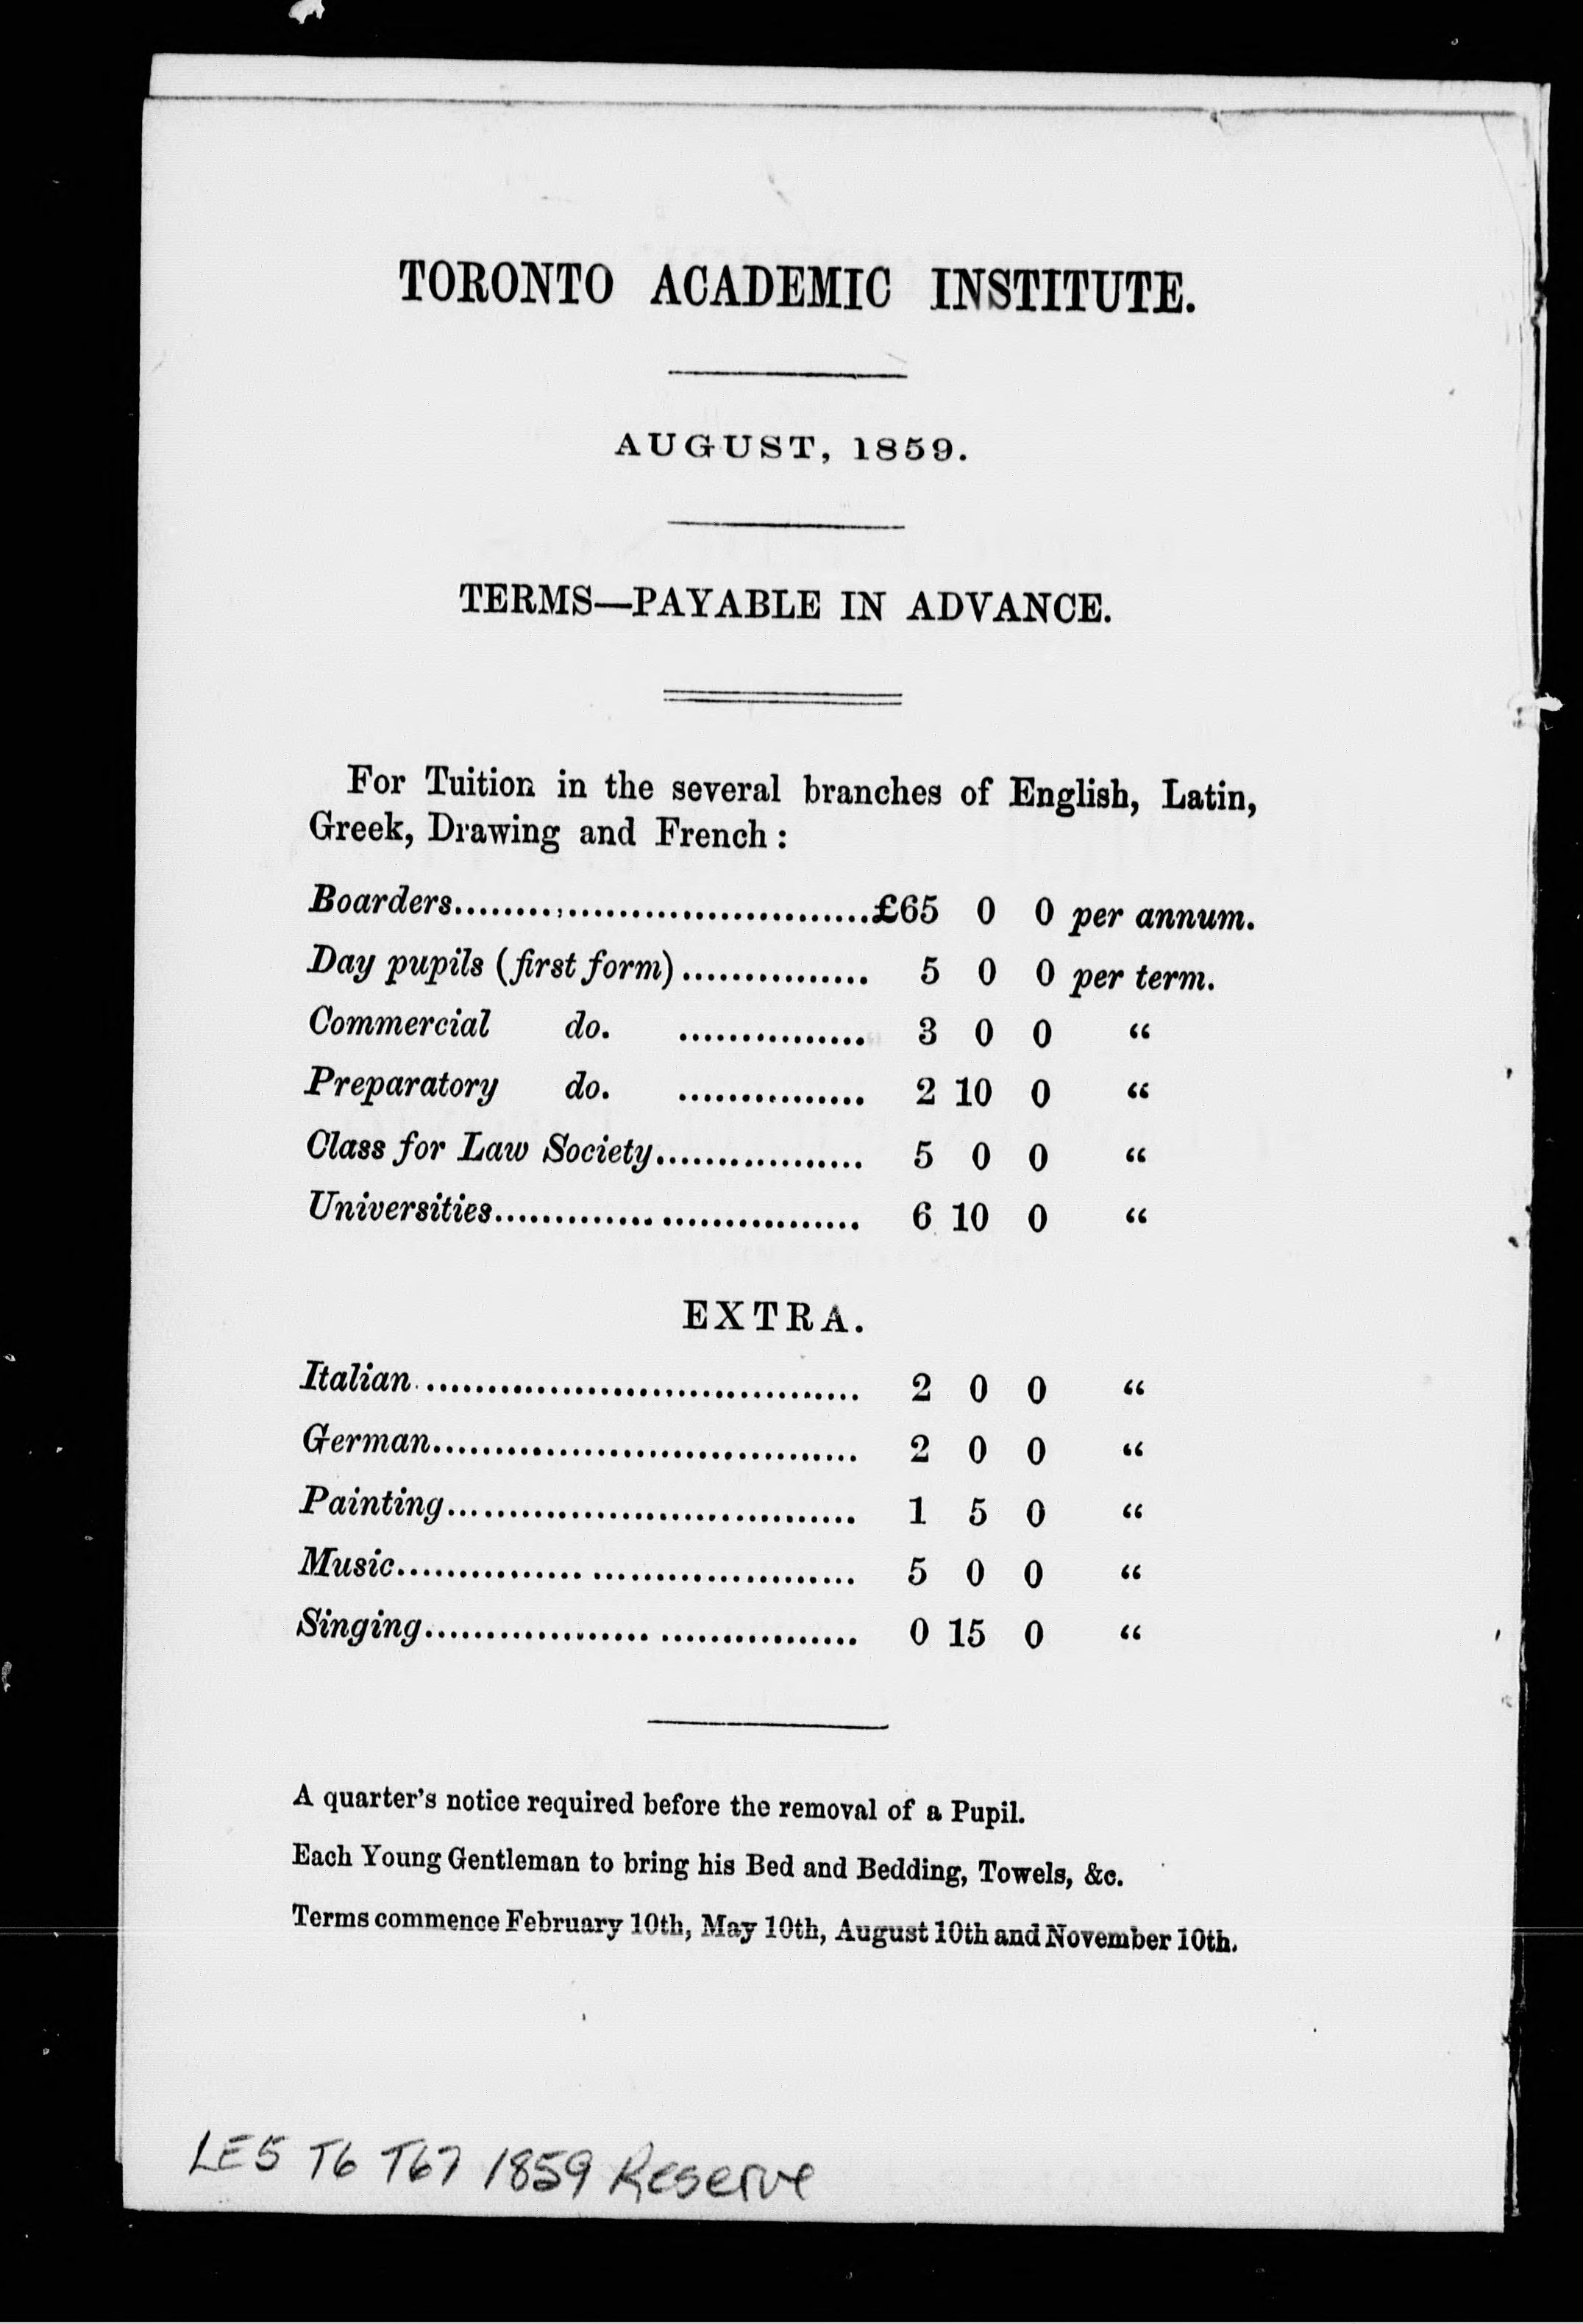 TORONTO ACADEMIC INSTITUTE.
AUGUST, 1859.
TERMS—PAYABLE IN ADVANCE.
For Tuition in the several branches of English, Latin,
Greek, Drawing and French :
Boarders..................................£65 0 0 per annum.
Day pupils (first form)............... 5 0 0 per term.
Commercial do. ............... 3 0 0 “
Preparatory do. ............... 2 10 0 “
Class for Law Society................. 5 0 0 “
Universities............................. 6 10 0 “
EXTRA.
Italian................................... 2 0 0 “
German.................................. 2 0 0 “
Painting................................. 1 5 0 “
Music.................................... 5 0 0 “
Singing.................................. 0 15 0 “
A quarter's notice required before the removal of a Pupil.
Each Young Gentleman to bring his Bed and Bedding, Towels, &c.
Terms commence February 10th, May 10th, August 10th and November 10th.
LE5 T6 T67 1859 Reserve